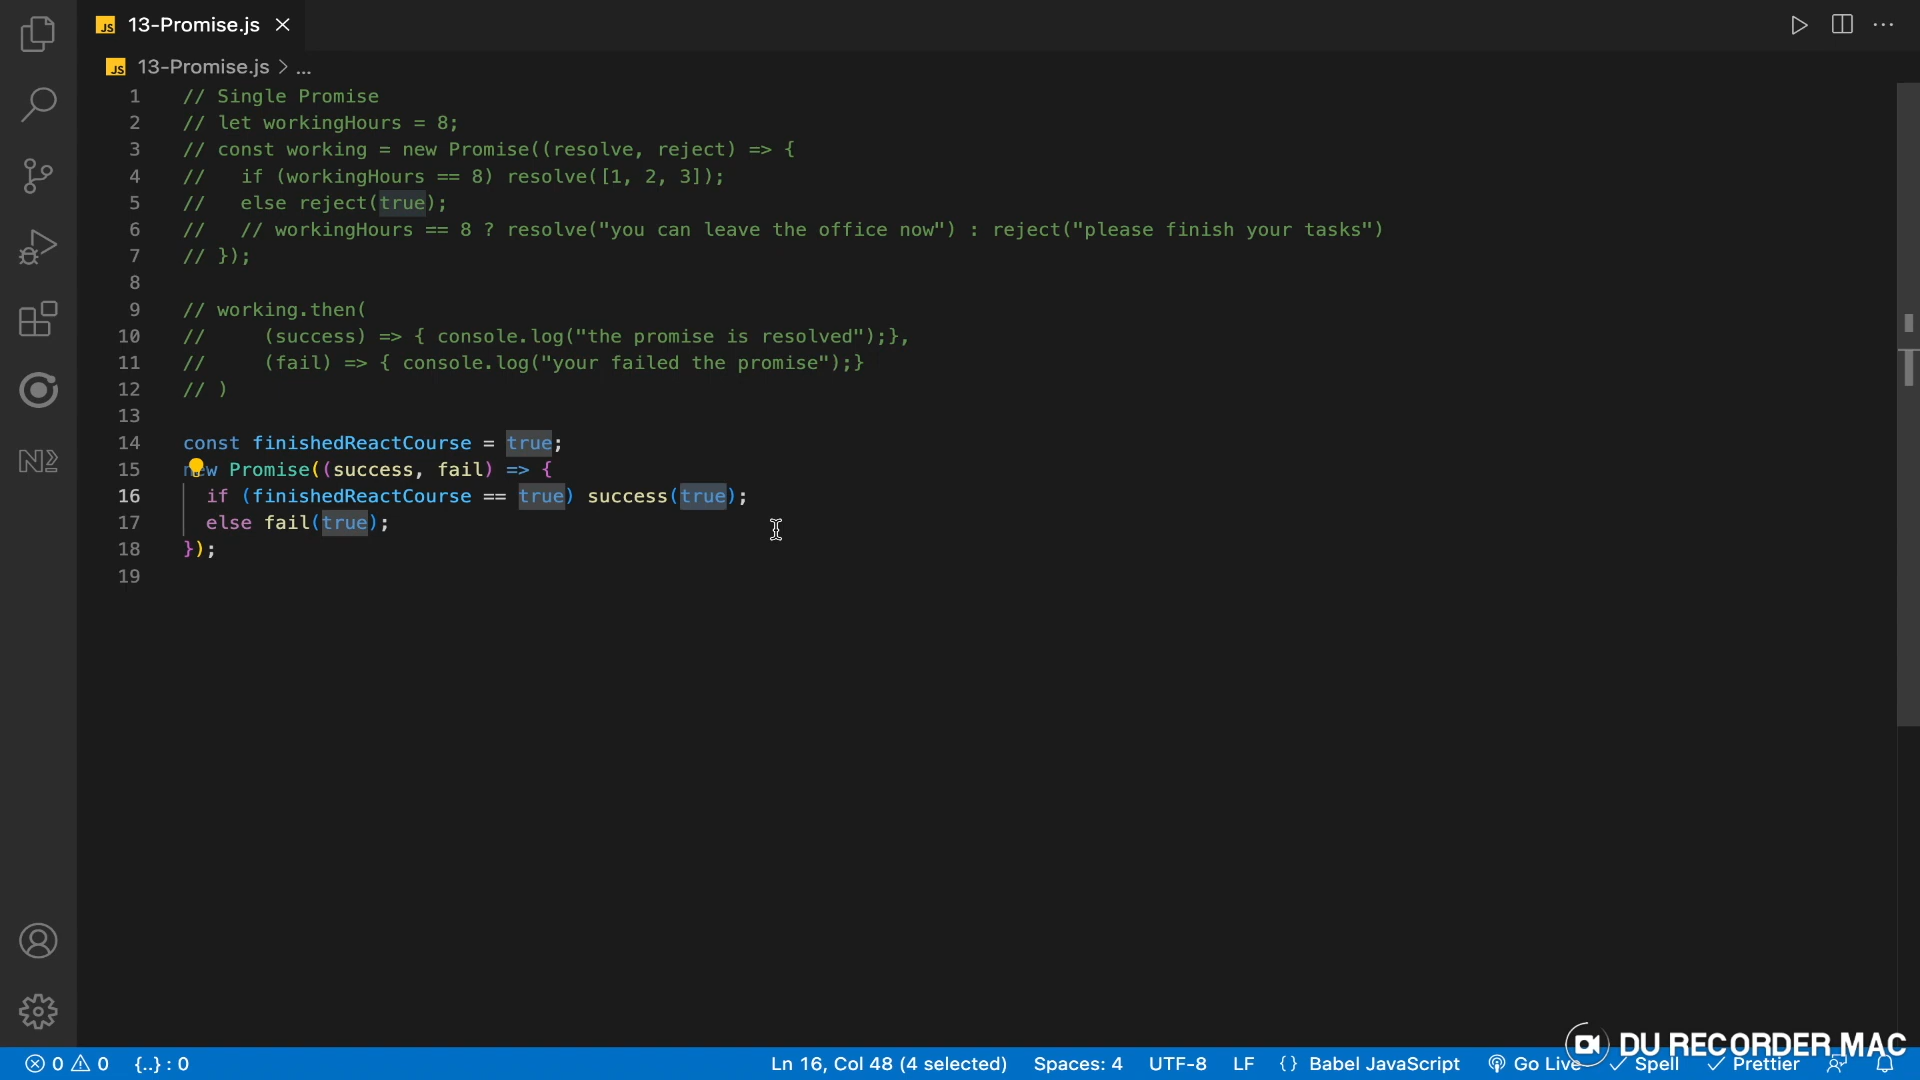 JS 13-Promise.js
JS 13-Promise.js > ...
1 // Single Promise
2 // let workingHours = 8;
3 // const working = new Promise((resolve, reject) => {
4 //   if (workingHours == 8) resolve([1, 2, 3]);
5 //   else reject(true);
6 //   // workingHours == 8 ? resolve("you can leave the office now") : reject("please finish your tasks")
7 // });
8
9 // working.then(
10 //     (success) => { console.log("the promise is resolved");},
11 //     (fail) => { console.log("your failed the promise");}
12 // )
13
14 const finishedReactCourse = true;
15 new Promise((success, fail) => {
16   if (finishedReactCourse == true) success(true);
17   else fail(true);
18 });
19
DU RECORDER MAC
0 0 {..} : 0 Ln 16, Col 48 (4 selected) Spaces: 4 UTF-8 LF {} Babel JavaScript Go Live Spell Prettier